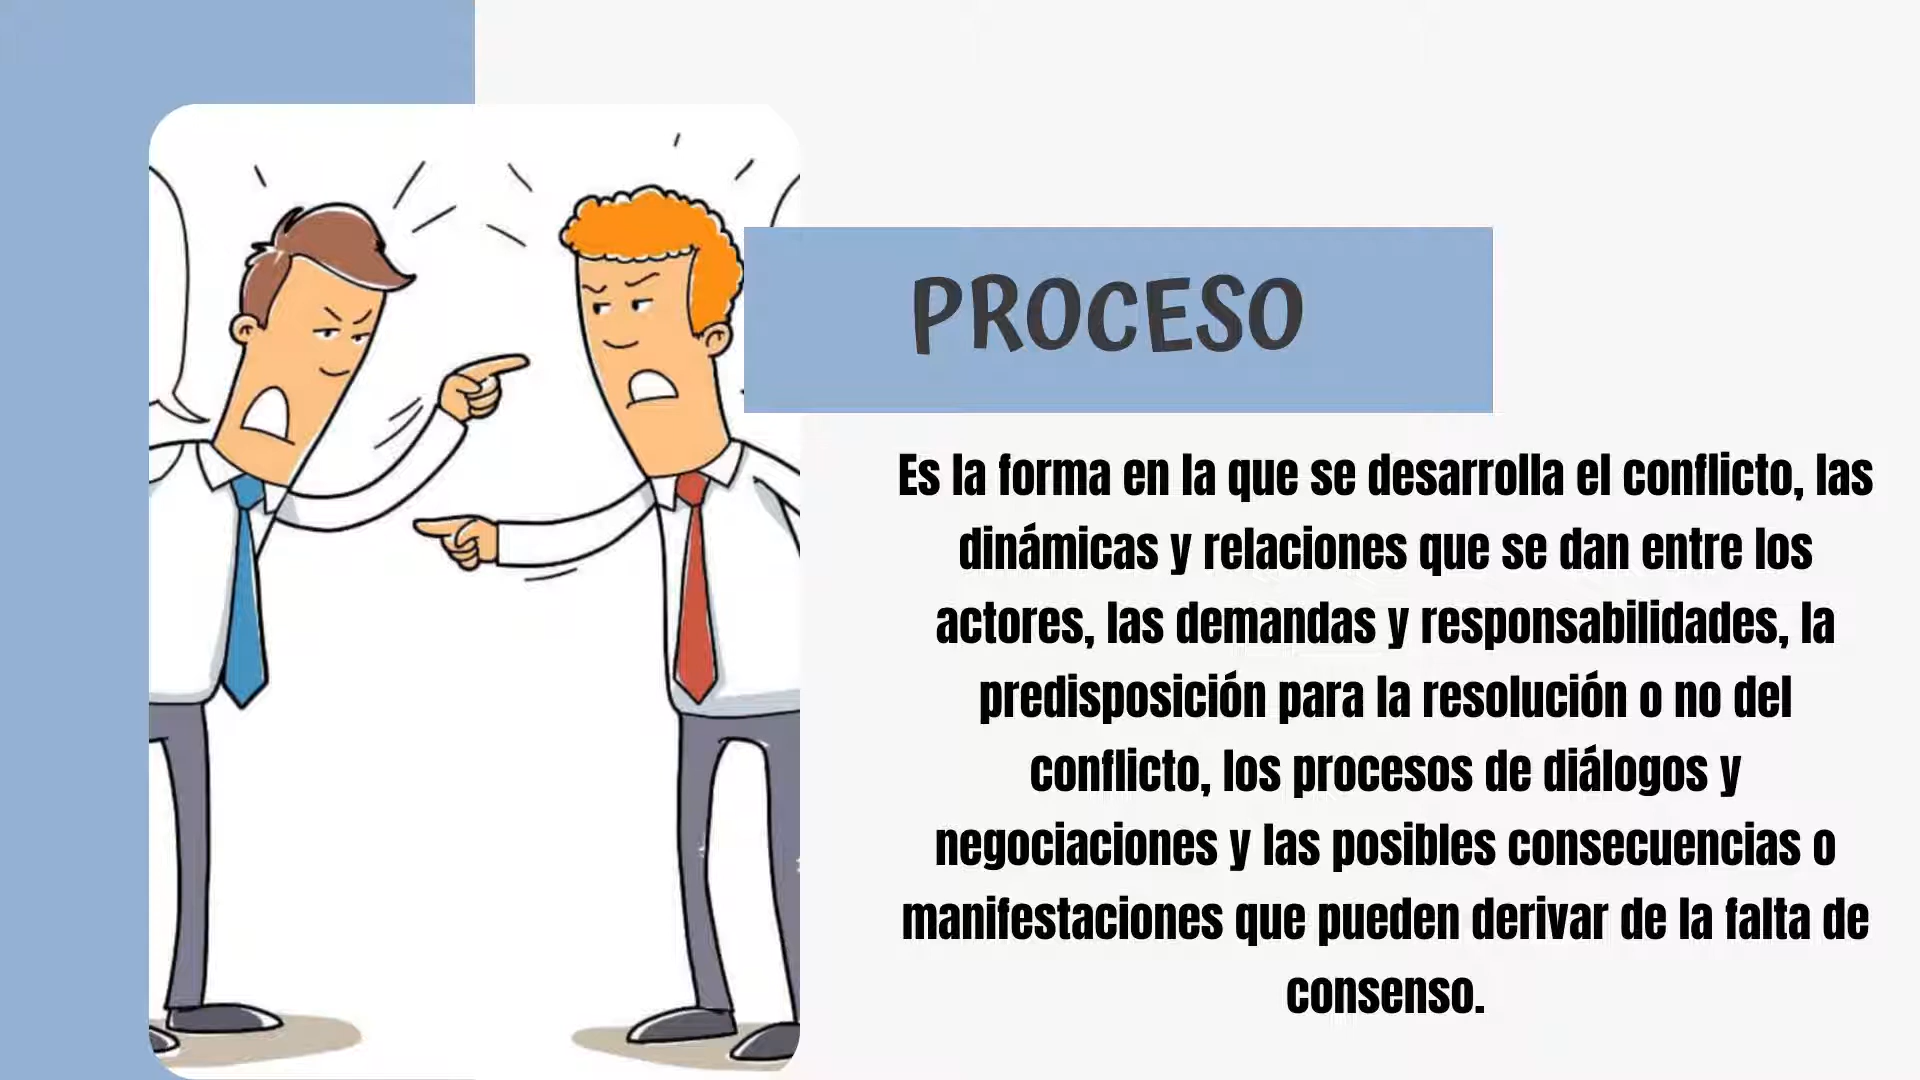 PROCESO
Es la forma en la que se desarrolla el conflicto, las
dinámicas y relaciones que se dan entre los
actores, las demandas y responsabilidades, la
predisposición para la resolución o no del
conflicto, los procesos de diálogos y
negociaciones y las posibles consecuencias o
manifestaciones que pueden derivar de la falta de
consenso.